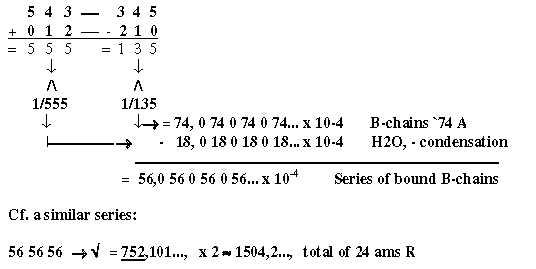 5 4 3 — 3 4 5
+ 0 1 2 — - 2 1 0
= 5 5 5 = 1 3 5
↓ ↓
Λ Λ
1/555 1/135
↓ ↓→ = 74, 0 74 0 74 0 74... x 10-4 B-chains `74 A
→ - 18, 0 18 0 18 0 18... x 10-4 H2O, - condensation
= 56,0 56 0 56 0 56... x 10-4 Series of bound B-chains
Cf. a similar series:
56 56 56 → √ = 752,101..., x 2 ≈ 1504,2..., total of 24 ams R